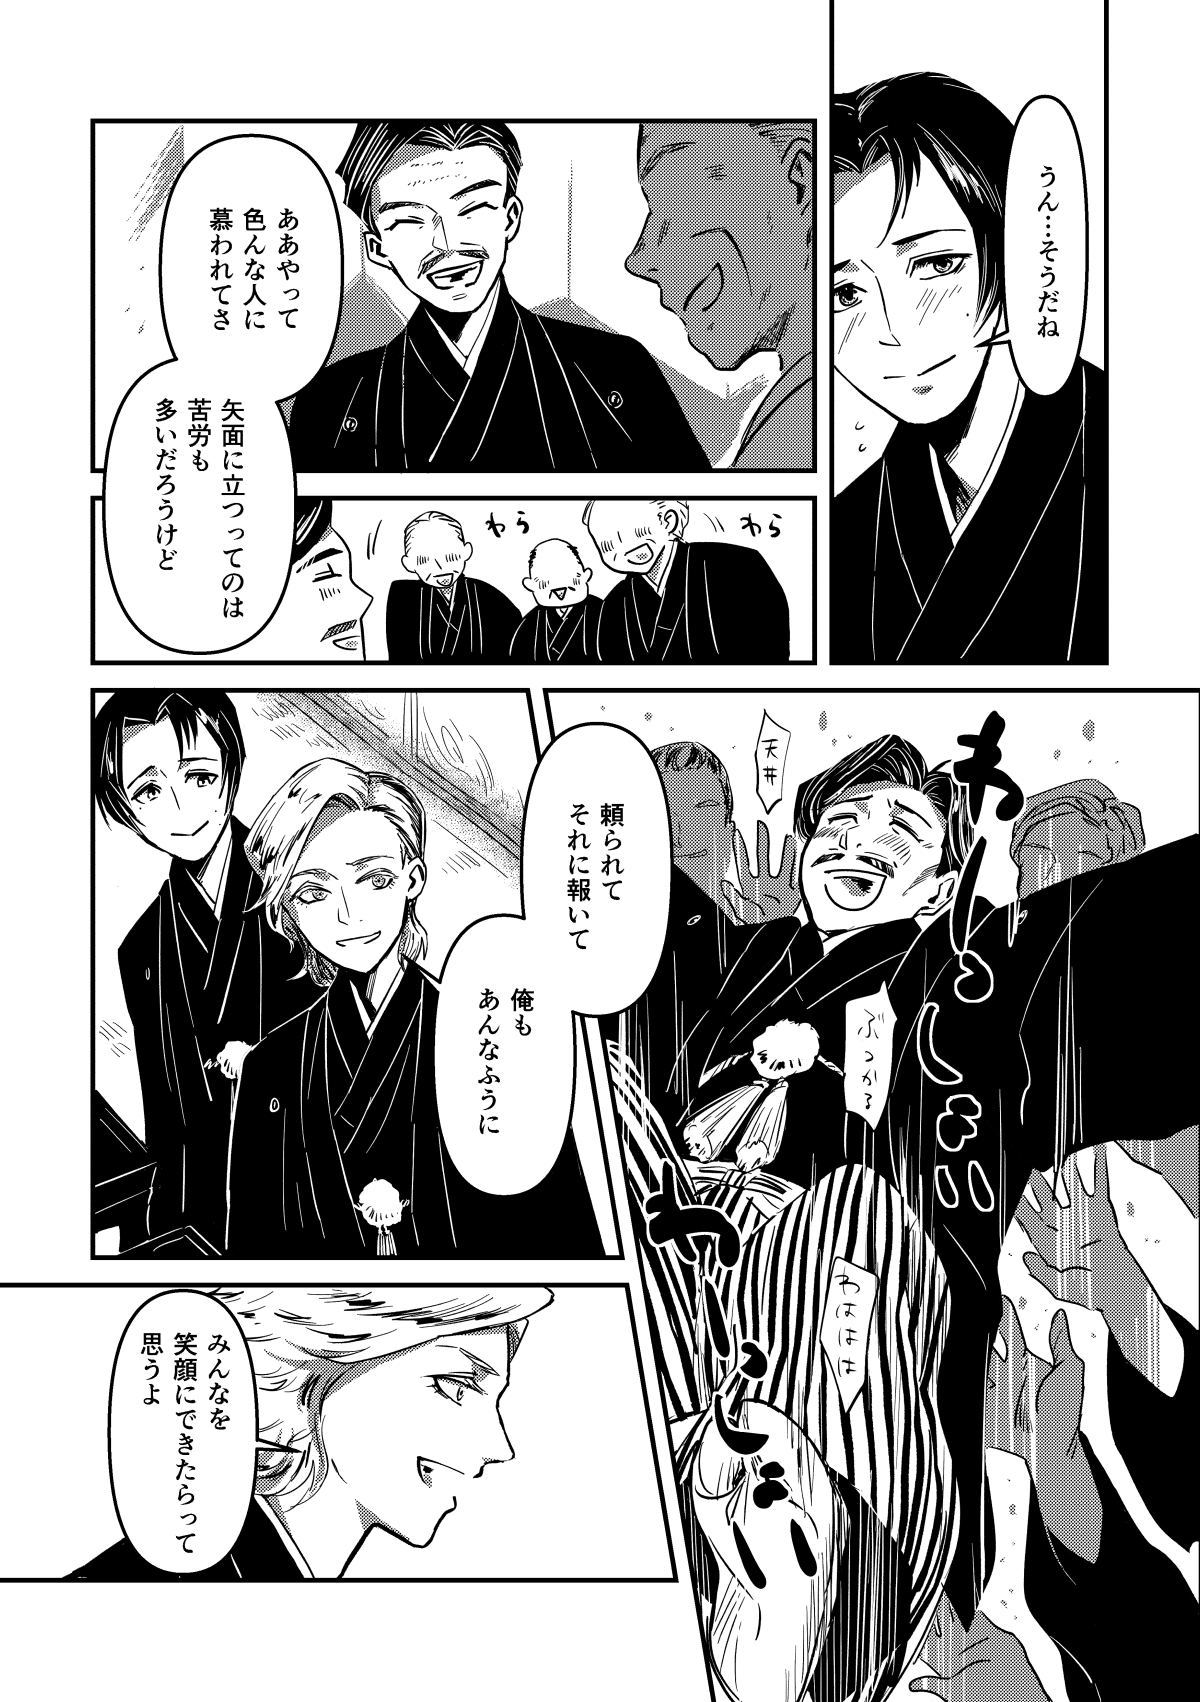 うん…そうだね
ああやって
色んな人に
慕われてさ
矢面に立つってのは
苦労も
多いだろうけど
わら
わら
わーっしょい
天井
ぶつかる
頼られて
それに報いて
俺も
あんなふうに
わはははは
わっしょい
みんなを
笑顔にできたらって
思うよ